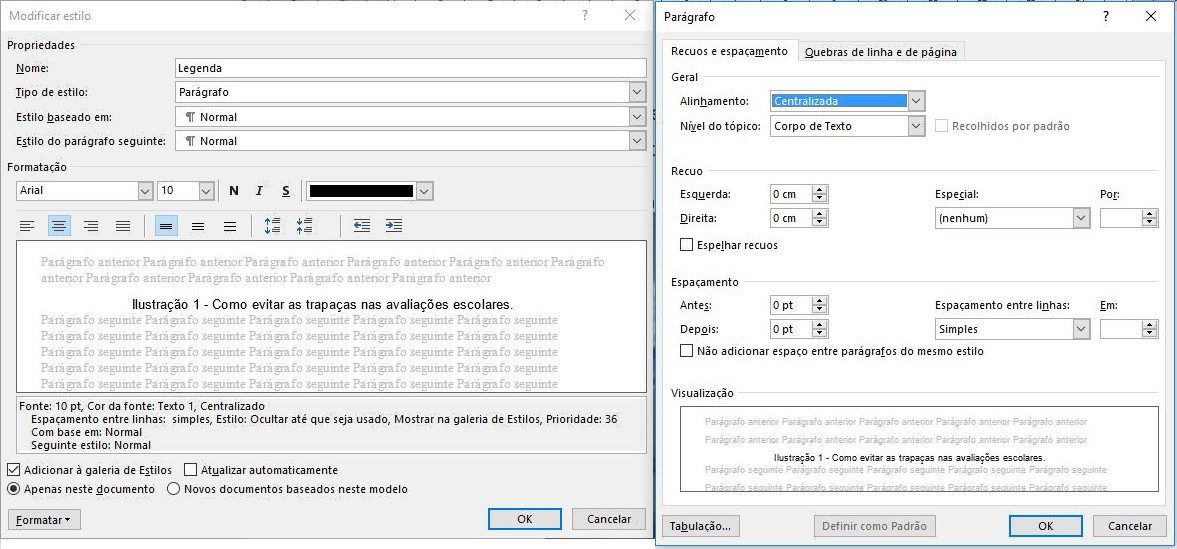 Modificar estilo
? ×
Propriedades
Nome: Legenda
Tipo de estilo: Parágrafo
Estilo baseado em: ¶ Normal
Estilo do parágrafo seguinte: ¶ Normal
Formatação
Arial 10 N I S
Parágrafo anterior Parágrafo anterior Parágrafo anterior Parágrafo anterior Parágrafo anterior Parágrafo
anterior Parágrafo anterior Parágrafo anterior Parágrafo anterior Parágrafo anterior
Ilustração 1 - Como evitar as trapaças nas avaliações escolares.
Parágrafo seguinte Parágrafo seguinte Parágrafo seguinte Parágrafo seguinte Parágrafo seguinte
Parágrafo seguinte Parágrafo seguinte Parágrafo seguinte Parágrafo seguinte Parágrafo seguinte
Parágrafo seguinte Parágrafo seguinte Parágrafo seguinte Parágrafo seguinte Parágrafo seguinte
Parágrafo seguinte Parágrafo seguinte Parágrafo seguinte Parágrafo seguinte Parágrafo seguinte
Parágrafo seguinte Parágrafo seguinte Parágrafo seguinte Parágrafo seguinte Parágrafo seguinte
Fonte: 10 pt, Cor da fonte: Texto 1, Centralizado
Espaçamento entre linhas: simples, Estilo: Ocultar até que seja usado, Mostrar na galeria de Estilos, Prioridade: 36
Com base em: Normal
Seguinte estilo: Normal
Adicionar à galeria de Estilos Atualizar automaticamente
Apenas neste documento Novos documentos baseados neste modelo
Formatar
OK
Cancelar
Parágrafo
? ×
Recuos e espaçamento Quebras de linha e de página
Geral
Alinhamento: Centralizada
Nível do tópico: Corpo de Texto Recolhidos por padrão
Recuo
Esquerda: 0 cm Especial: Por:
Direita: 0 cm (nenhum)
Espelhar recuos
Espaçamento
Antes: 0 pt Espaçamento entre linhas: Em:
Depois: 0 pt Simples
Não adicionar espaço entre parágrafos do mesmo estilo
Visualização
Parágrafo anterior Parágrafo anterior Parágrafo anterior Parágrafo anterior Parágrafo anterior
Parágrafo anterior Parágrafo anterior Parágrafo anterior Parágrafo anterior Parágrafo anterior
Ilustração 1 - Como evitar as trapaças nas avaliações escolares.
Parágrafo seguinte Parágrafo seguinte Parágrafo seguinte Parágrafo seguinte Parágrafo seguinte
Parágrafo seguinte Parágrafo seguinte Parágrafo seguinte Parágrafo seguinte Parágrafo seguinte
Tabulação...
Definir como Padrão
OK
Cancelar